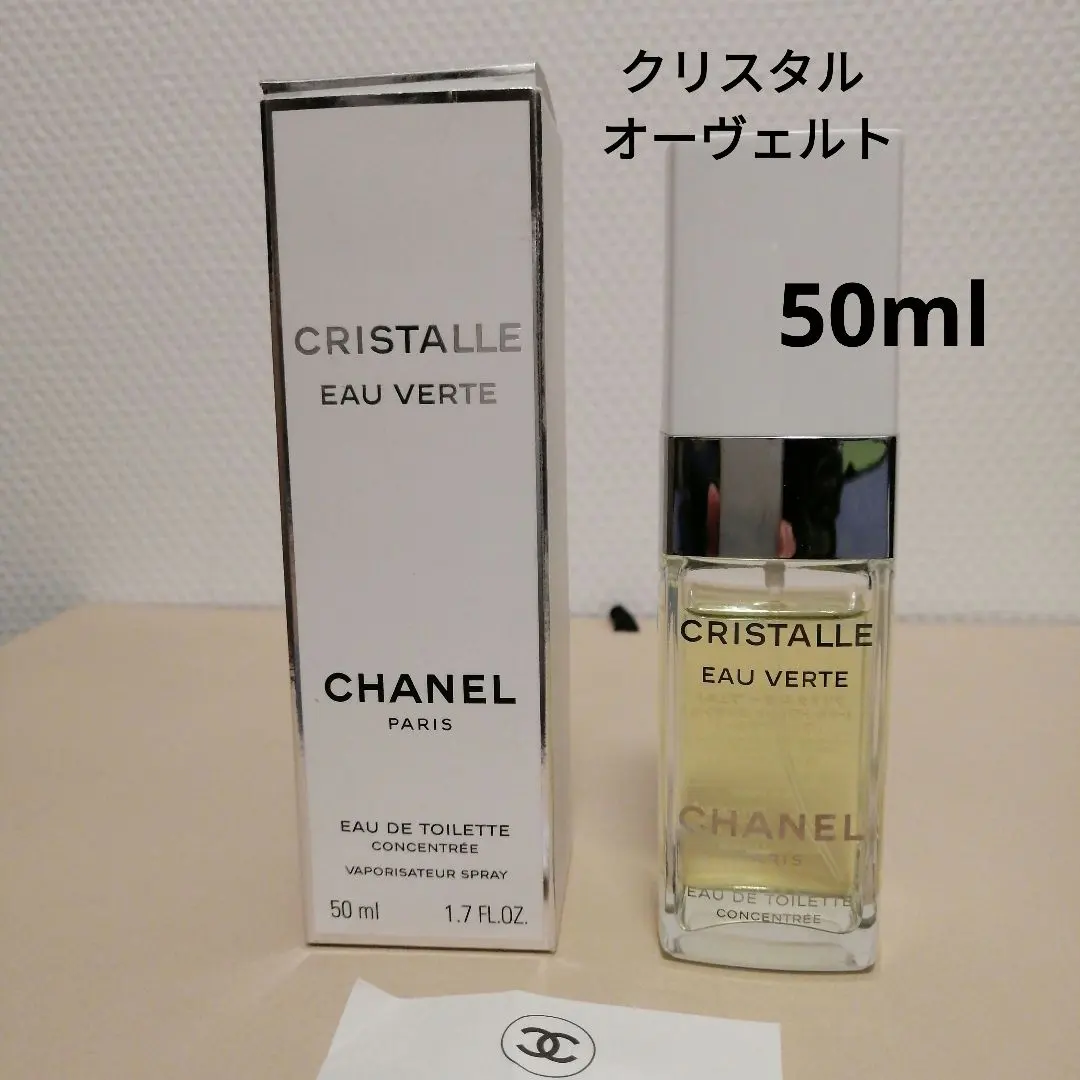 クリスタル
オーヴェルト
50ml
CRISTALLE
EAU VERTE
CHANEL
PARIS
EAU DE TOILETTE
CONCENTRÉE
VAPORISATEUR SPRAY
50 ml 1.7 FL.OZ.
CRISTALLE
EAU VERTE
CHANEL
PARIS
EAU DE TOILETTE
CONCENTRÉE